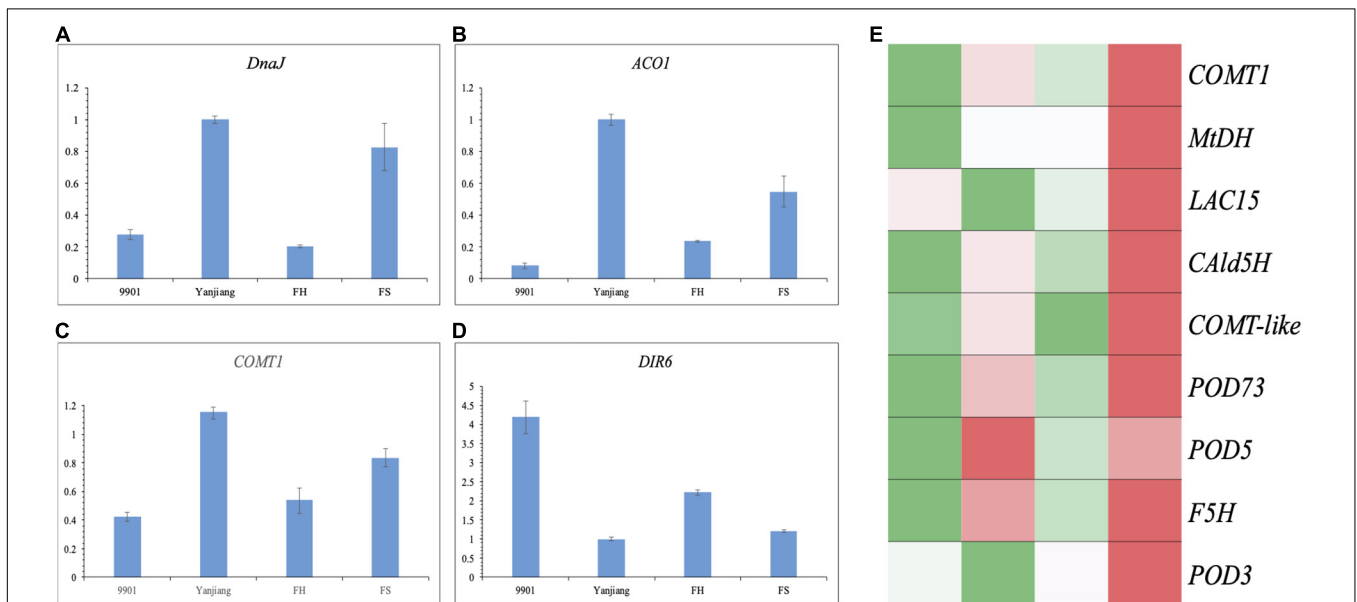 A
DnaJ
1.2
1
0.8
0.6
0.4
0.2
0
9901 Yanjiang FH FS
B
ACO1
1.2
1
0.8
0.6
0.4
0.2
0
9901 Yanjiang FH FS
C
COMT1
1.2
1
0.8
0.6
0.4
0.2
0
9901 Yanjiang FH FS
D
DIR6
5
4.5
4
3.5
3
2.5
2
1.5
1
0.5
0
9901 Yanjiang FH FS
E
COMT1
MtDH
LAC15
CAld5H
COMT-like
POD73
POD5
F5H
POD3